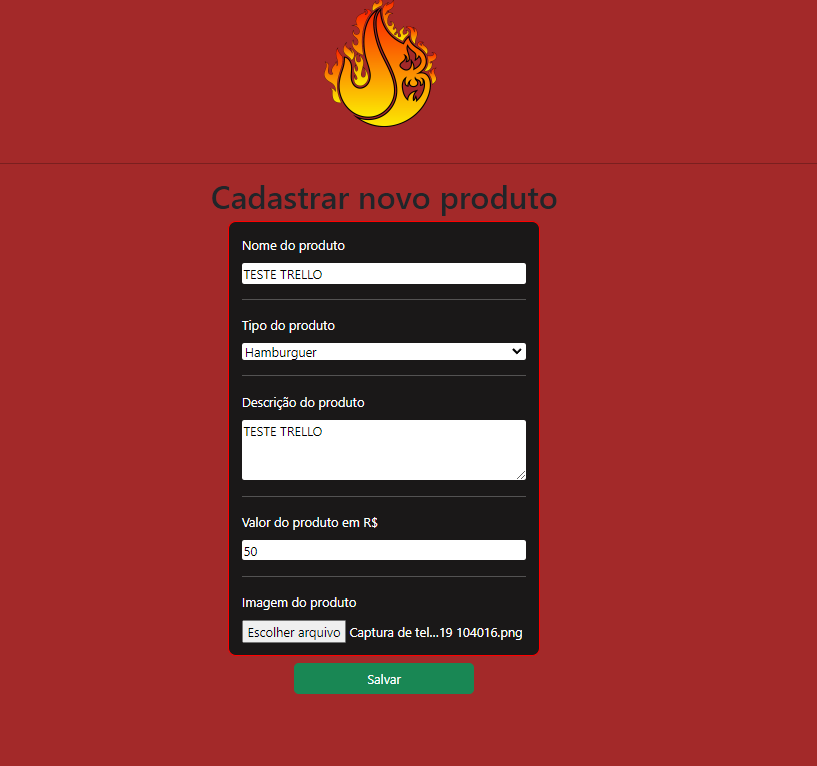 Cadastrar novo produto
Nome do produto
TESTE TRELLO
Tipo do produto
Hamburguer
Descrição do produto
TESTE TRELLO
Valor do produto em R$
50
Imagem do produto
Escolher arquivo Captura de tel...19 104016.png
Salvar